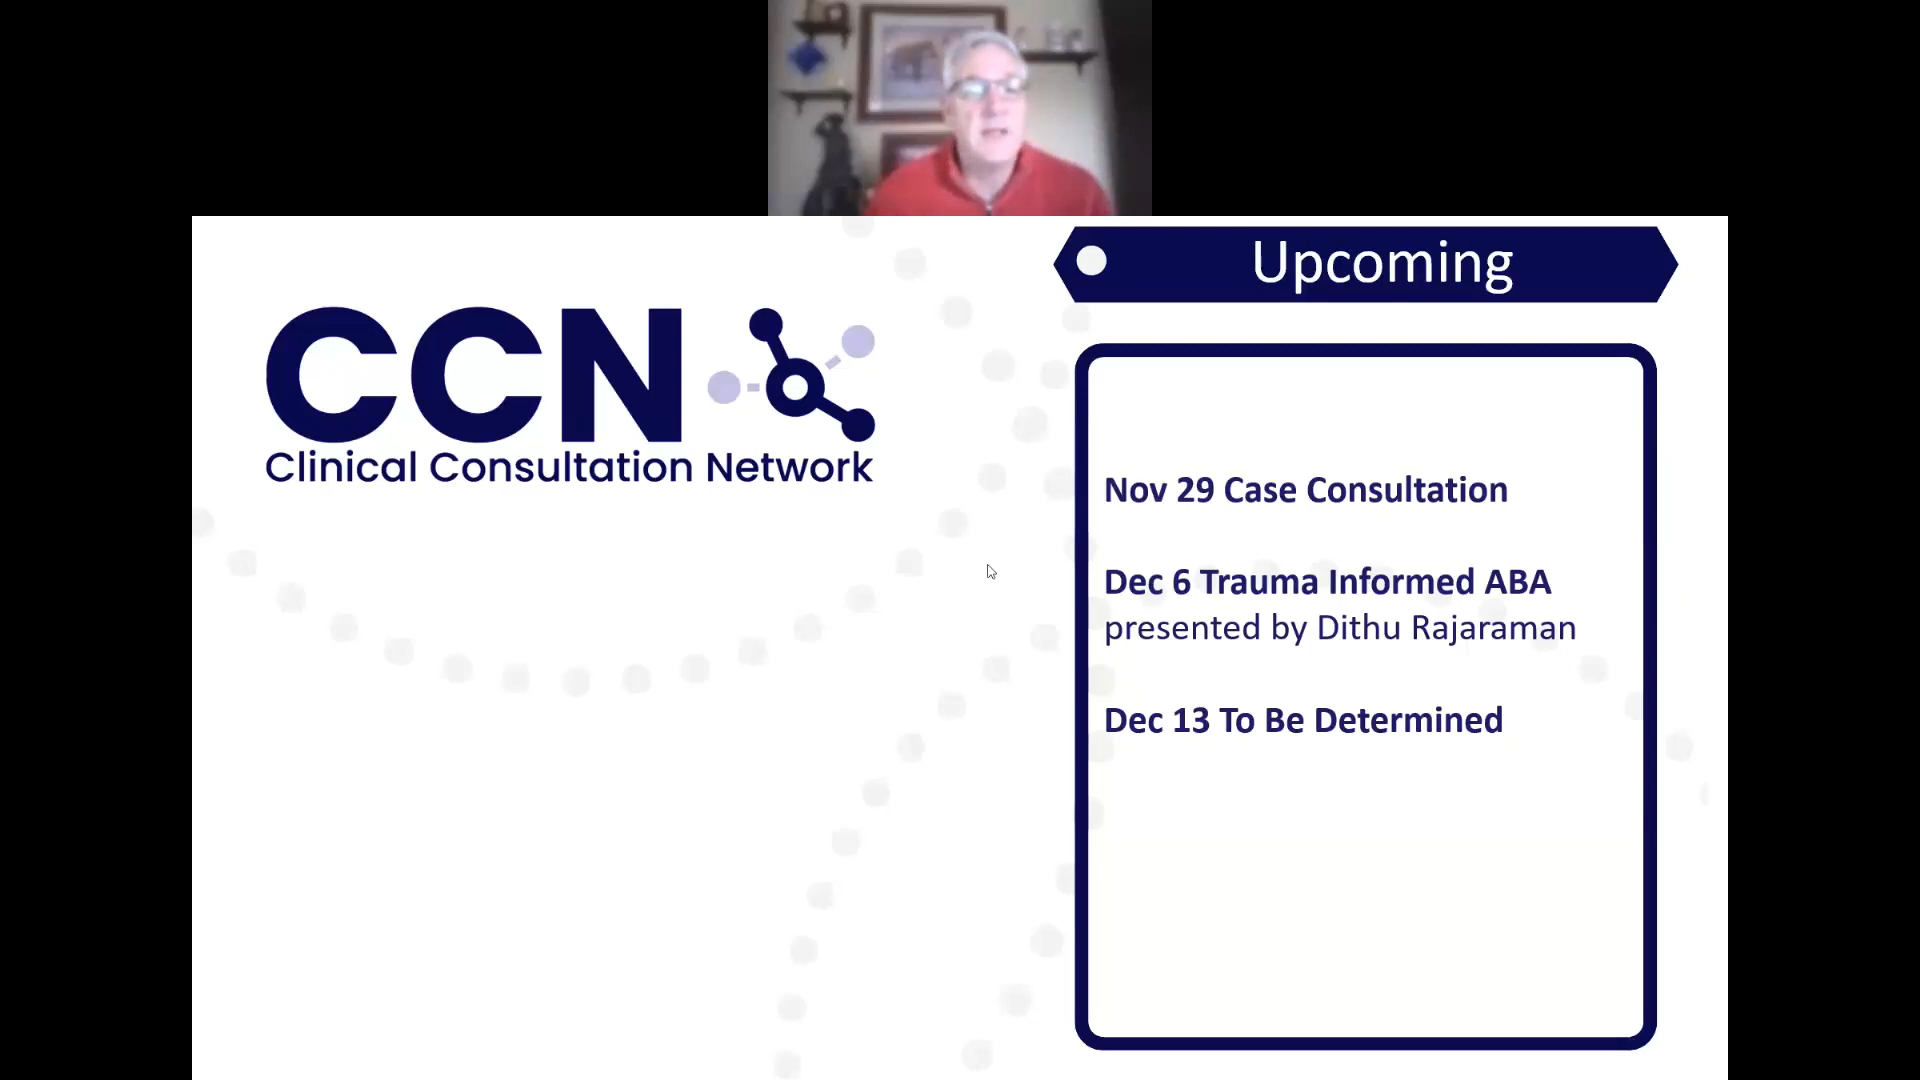 Upcoming
CCN
Clinical Consultation Network
Nov 29 Case Consultation
Dec 6 Trauma Informed ABA
presented by Dithu Rajaraman
Dec 13 To Be Determined